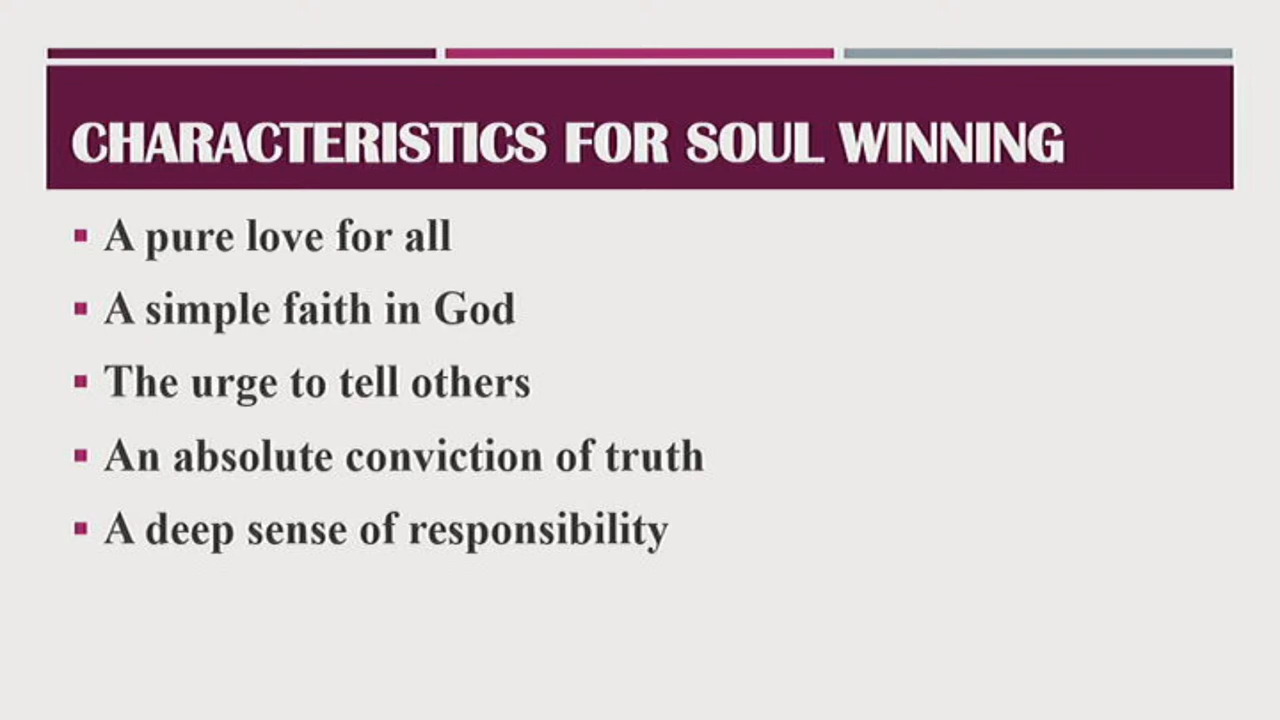 CHARACTERISTICS FOR SOUL WINNING
▪ A pure love for all
▪ A simple faith in God
▪ The urge to tell others
▪ An absolute conviction of truth
▪ A deep sense of responsibility